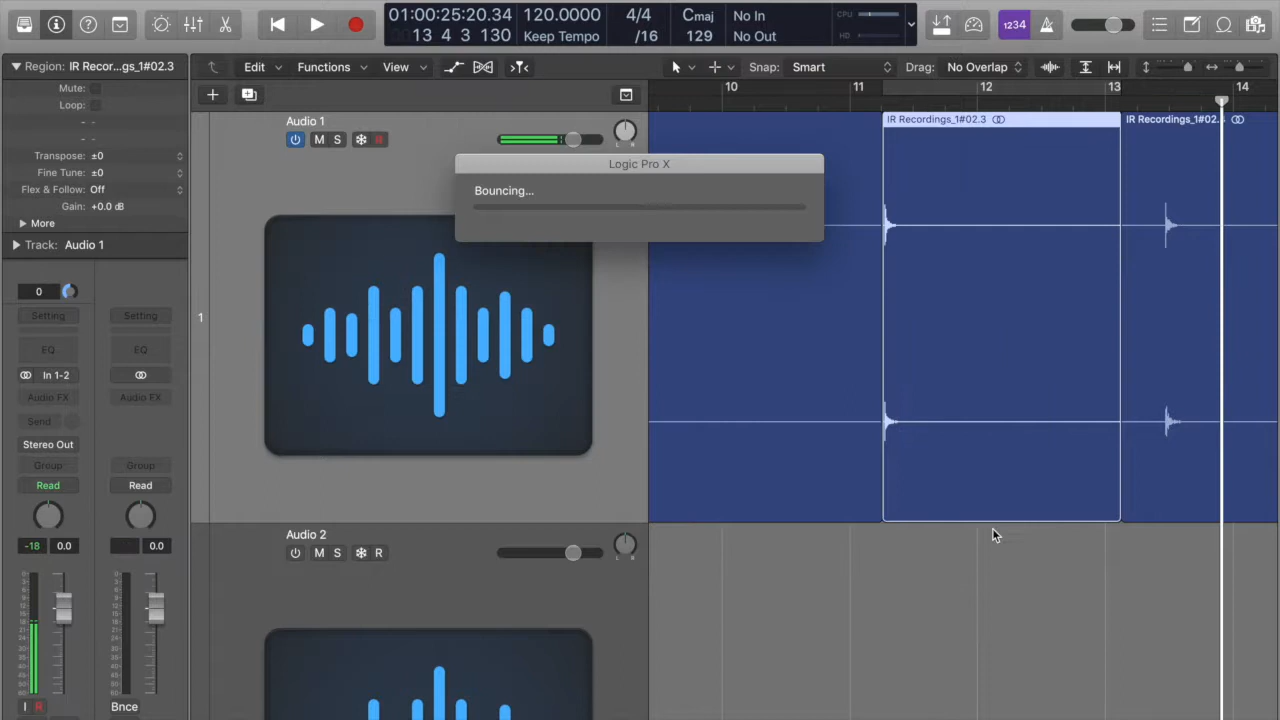 01:00:25:20.34 120.0000 4/4 Cmaj No In CPU
13 4 3 130 Keep Tempo /16 129 No Out HD
1234
Region: IR Recor...gs_1#02.3
Edit Functions View Snap: Smart Drag: No Overlap
Mute:
Loop:
- -
- -
Transpose: ±0
Fine Tune: ±0
Flex & Follow: Off
Gain: +0.0 dB
More
Track: Audio 1
10 11 12 13 14
Audio 1
M S R
L R
IR Recordings_1#02.3
IR Recordings_1#02.
Logic Pro X
Bouncing...
1
0
Setting Setting
EQ EQ
In 1-2
Audio FX Audio FX
Send
Stereo Out
Group Group
Read Read
-18 0.0 0.0
I R Bnce
Audio 2
M S R
L R